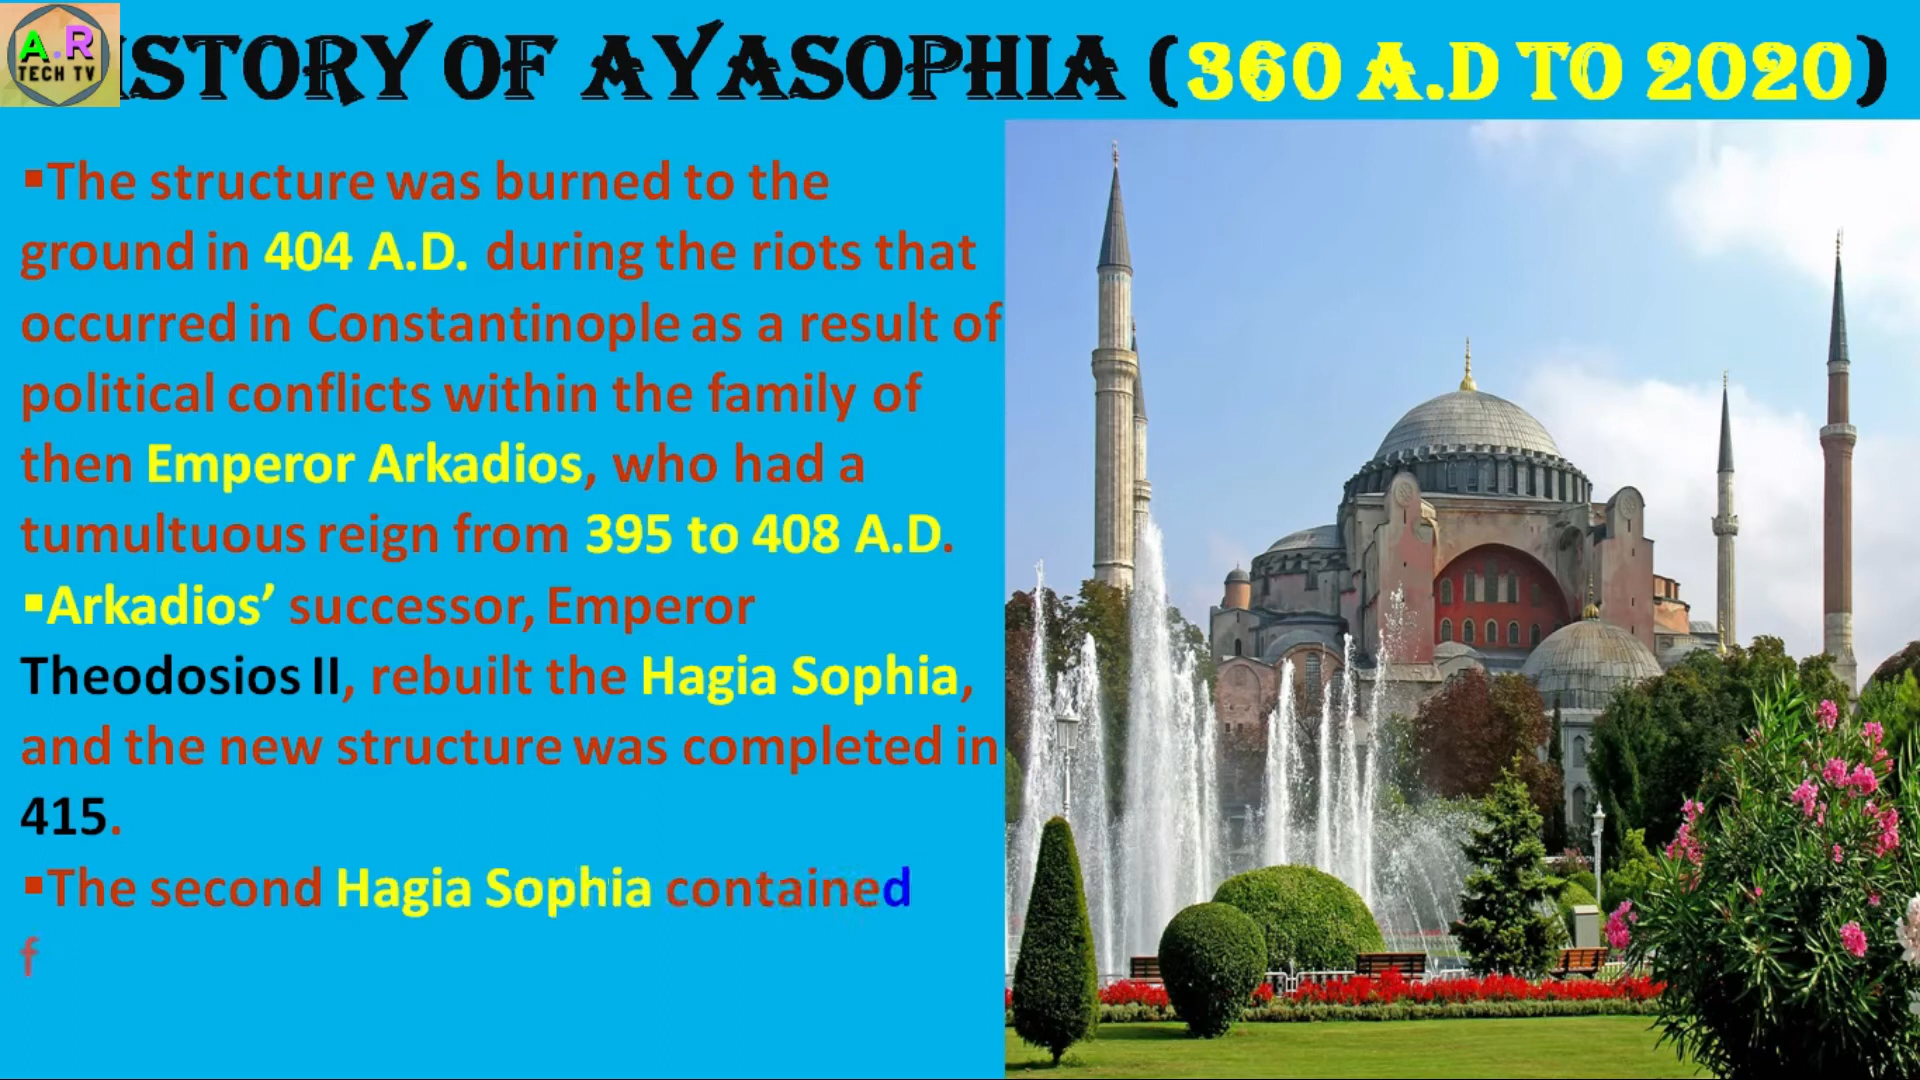 A.R
TECH TV
ISTORY OF AYASOPHIA (360 A.D TO 2020)
▪The structure was burned to the
ground in 404 A.D. during the riots that
occurred in Constantinople as a result of
political conflicts within the family of
then Emperor Arkadios, who had a
tumultuous reign from 395 to 408 A.D.
▪Arkadios’ successor, Emperor
Theodosios II, rebuilt the Hagia Sophia,
and the new structure was completed in
415.
▪The second Hagia Sophia contained
f